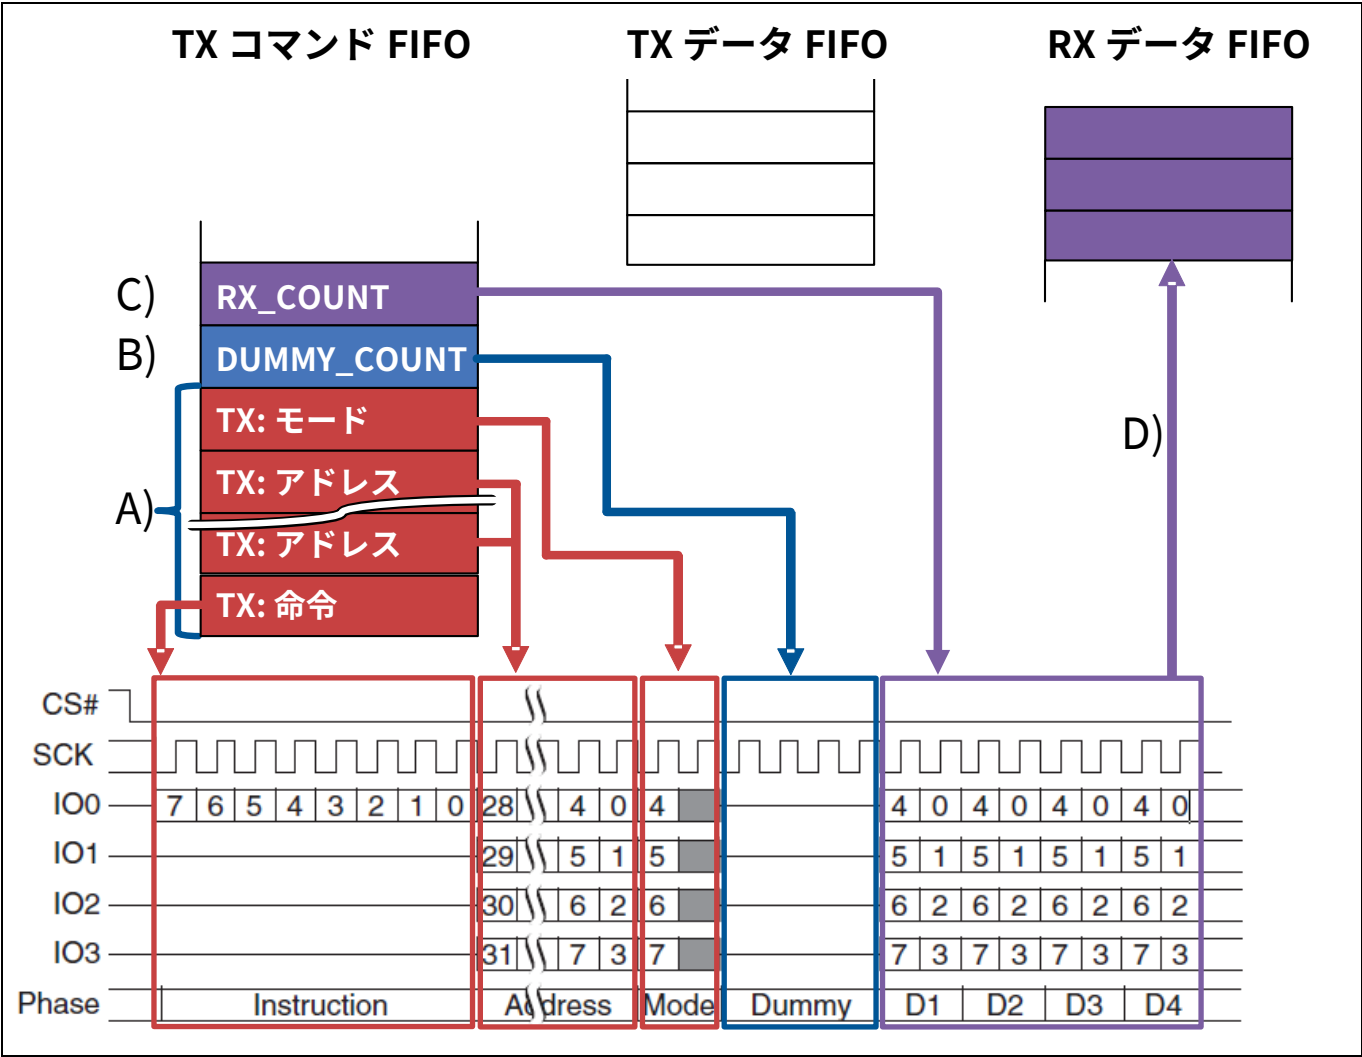 TX コマンド FIFO
TX データ FIFO
RX データ FIFO
C)
RX_COUNT
B)
DUMMY_COUNT
TX: モード
TX: アドレス
A)
TX: アドレス
TX: 命令
D)
CS#
SCK
IO0 7 6 5 4 3 2 1 0 28 4 0 4 4 0 4 0 4 0 4 0
IO1 29 5 1 5 5 1 5 1 5 1 5 1
IO2 30 6 2 6 6 2 6 2 6 2 6 2
IO3 31 7 3 7 7 3 7 3 7 3 7 3
Phase Instruction Address Mode Dummy D1 D2 D3 D4